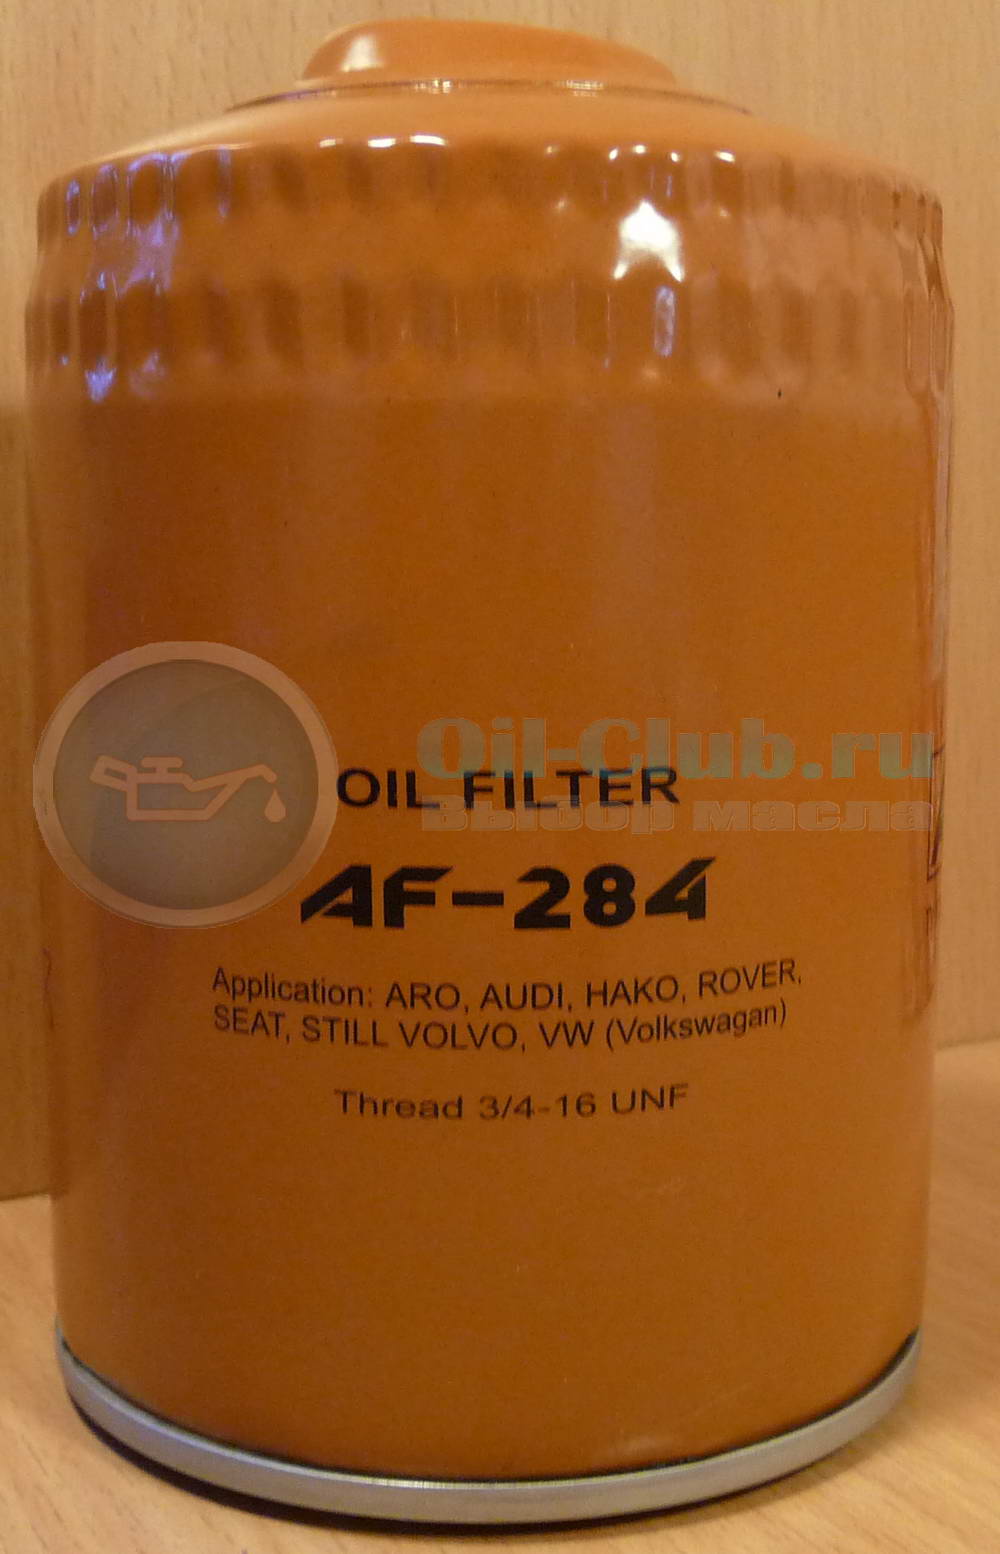 Oil-Club.ru
OIL FILTER
Выбор масла
AF-284
Application: ARO, AUDI, HAKO, ROVER,
SEAT, STILL VOLVO, VW (Volkswagan)
Thread 3/4-16 UNF